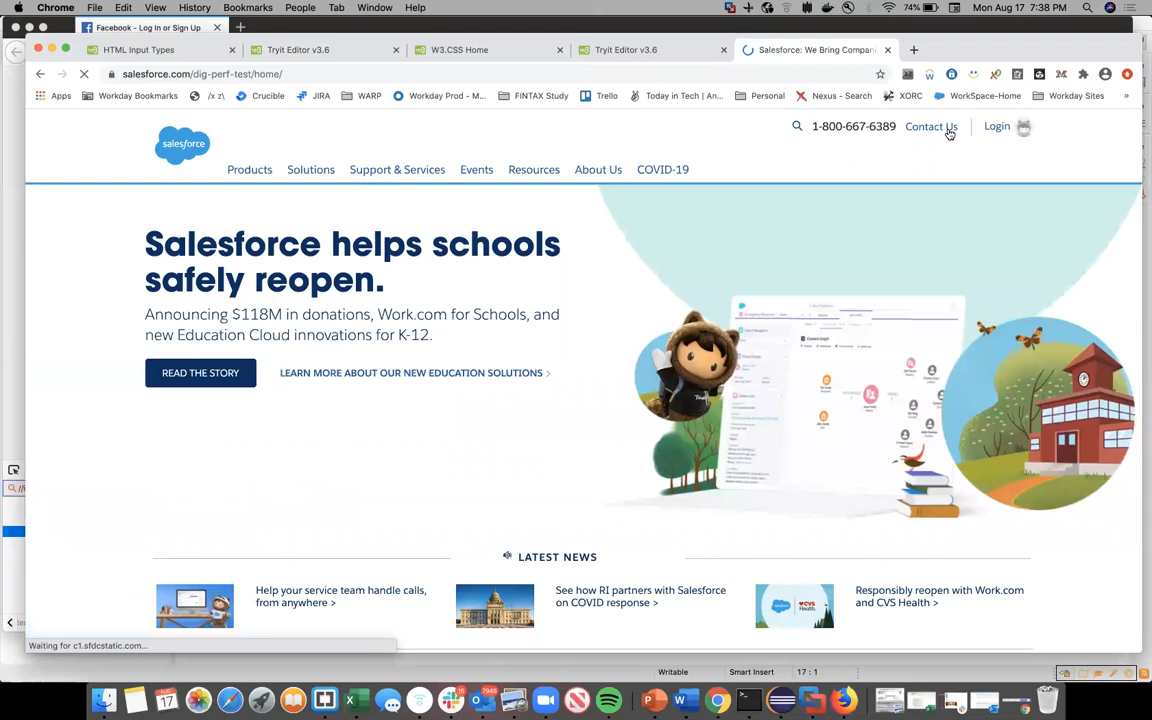 Chrome File Edit View History Bookmarks People Tab Window Help 74% Mon Aug 17 7:38 PM
Facebook - Log In or Sign Up
HTML Input Types Tryit Editor v3.6 W3.CSS Home Tryit Editor v3.6 Salesforce: We Bring Compani
salesforce.com/dig-perf-test/home/
Apps Workday Bookmarks /x z\ Crucible JIRA WARP Workday Prod - M... FINTAX Study Trello Today in Tech | An... Personal Nexus - Search XORC WorkSpace-Home Workday Sites »
1-800-667-6389 Contact Us Login
salesforce
Products Solutions Support & Services Events Resources About Us COVID-19
Salesforce helps schools
safely reopen.
Announcing $118M in donations, Work.com for Schools, and
new Education Cloud innovations for K-12.
READ THE STORY LEARN MORE ABOUT OUR NEW EDUCATION SOLUTIONS >
LATEST NEWS
Help your service team handle calls,
from anywhere >
See how RI partners with Salesforce
on COVID response >
Responsibly reopen with Work.com
and CVS Health >
Waiting for c1.sfdcstatic.com...
Writable Smart Insert 17 : 1